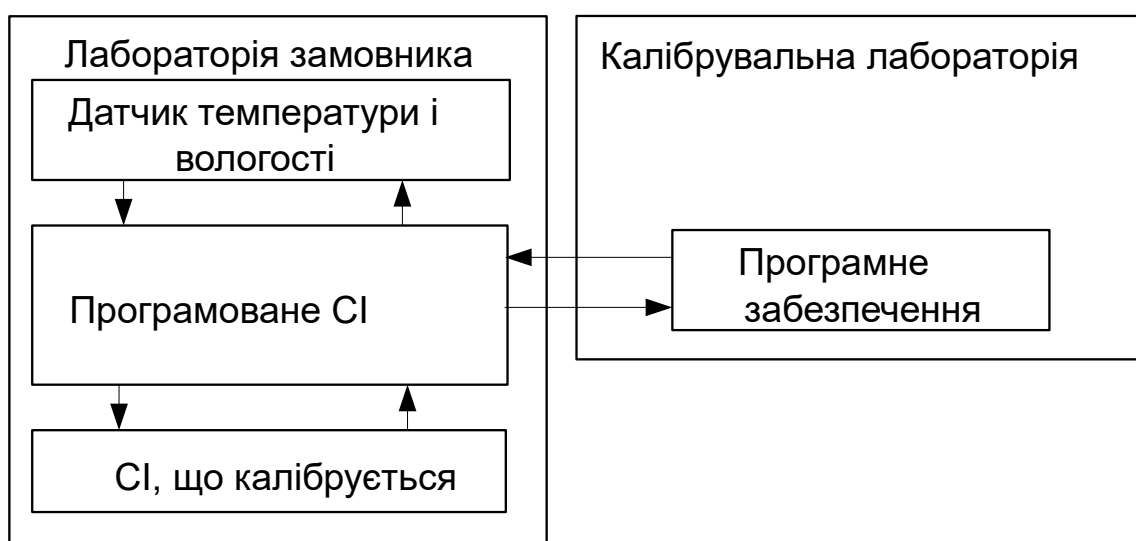 Лабораторія замовника
Датчик температури і
вологості
Програмоване СІ
СІ, що калібрується
Калібрувальна лабораторія
Програмне
забезпечення